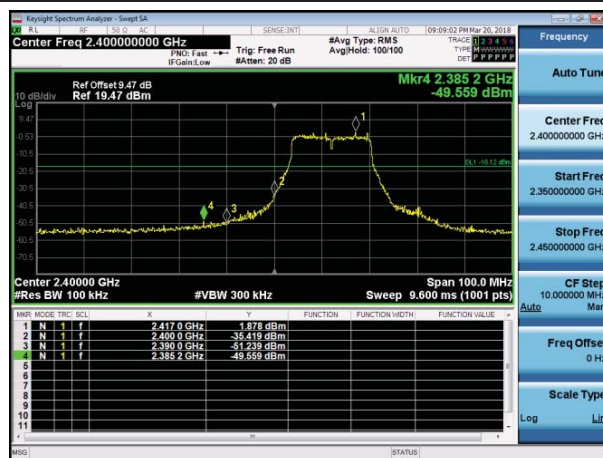 Keysight Spectrum Analyzer - Swept SA
RL RF 50 Ω AC SENSE:INT ALIGN AUTO 09:09:02 PM Mar 20, 2018
Center Freq 2.400000000 GHz
PNO: Fast
IFGain:Low
Trig: Free Run
#Atten: 20 dB
#Avg Type: RMS
Avg|Hold: 100/100
TRACE 1 2 3 4 5 6
TYPE M
DET P P P P P P
Ref Offset 9.47 dB
10 dB/div Ref 19.47 dBm
Log
Mkr4 2.385 2 GHz
-49.559 dBm
9.47
-0.53
-10.5
-20.5
-30.5
-40.5
-50.5
-60.5
-70.5
1
2
3
4
DL1 -18.12 dBm
Center 2.40000 GHz Span 100.0 MHz
#Res BW 100 kHz #VBW 300 kHz Sweep 9.600 ms (1001 pts)
MKR MODE TRC SCL X Y FUNCTION FUNCTION WIDTH FUNCTION VALUE
1 N 1 f 2.417 0 GHz 1.878 dBm
2 N 1 f 2.400 0 GHz -35.419 dBm
3 N 1 f 2.390 0 GHz -51.239 dBm
4 N 1 f 2.385 2 GHz -49.559 dBm
5
6
7
8
9
10
11
MSG STATUS
Frequency
Auto Tune
Center Freq
2.400000000 GHz
Start Freq
2.350000000 GHz
Stop Freq
2.450000000 GHz
CF Step
10.000000 MHz
Auto Man
Freq Offset
0 Hz
Scale Type
Log Lin